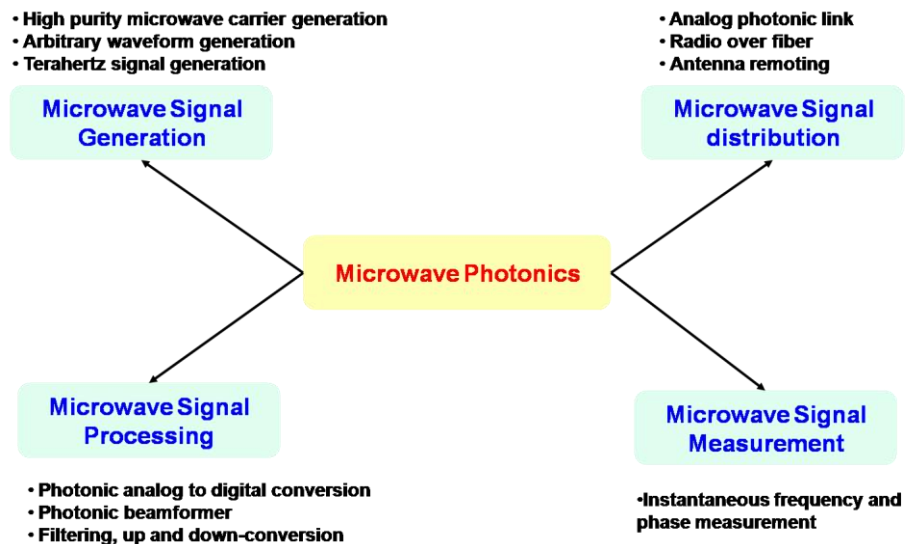 • High purity microwave carrier generation
• Arbitrary waveform generation
• Terahertz signal generation
Microwave Signal
Generation
• Analog photonic link
• Radio over fiber
• Antenna remoting
Microwave Signal
distribution
Microwave Photonics
Microwave Signal
Processing
• Photonic analog to digital conversion
• Photonic beamformer
• Filtering, up and down-conversion
Microwave Signal
Measurement
•Instantaneous frequency and
phase measurement